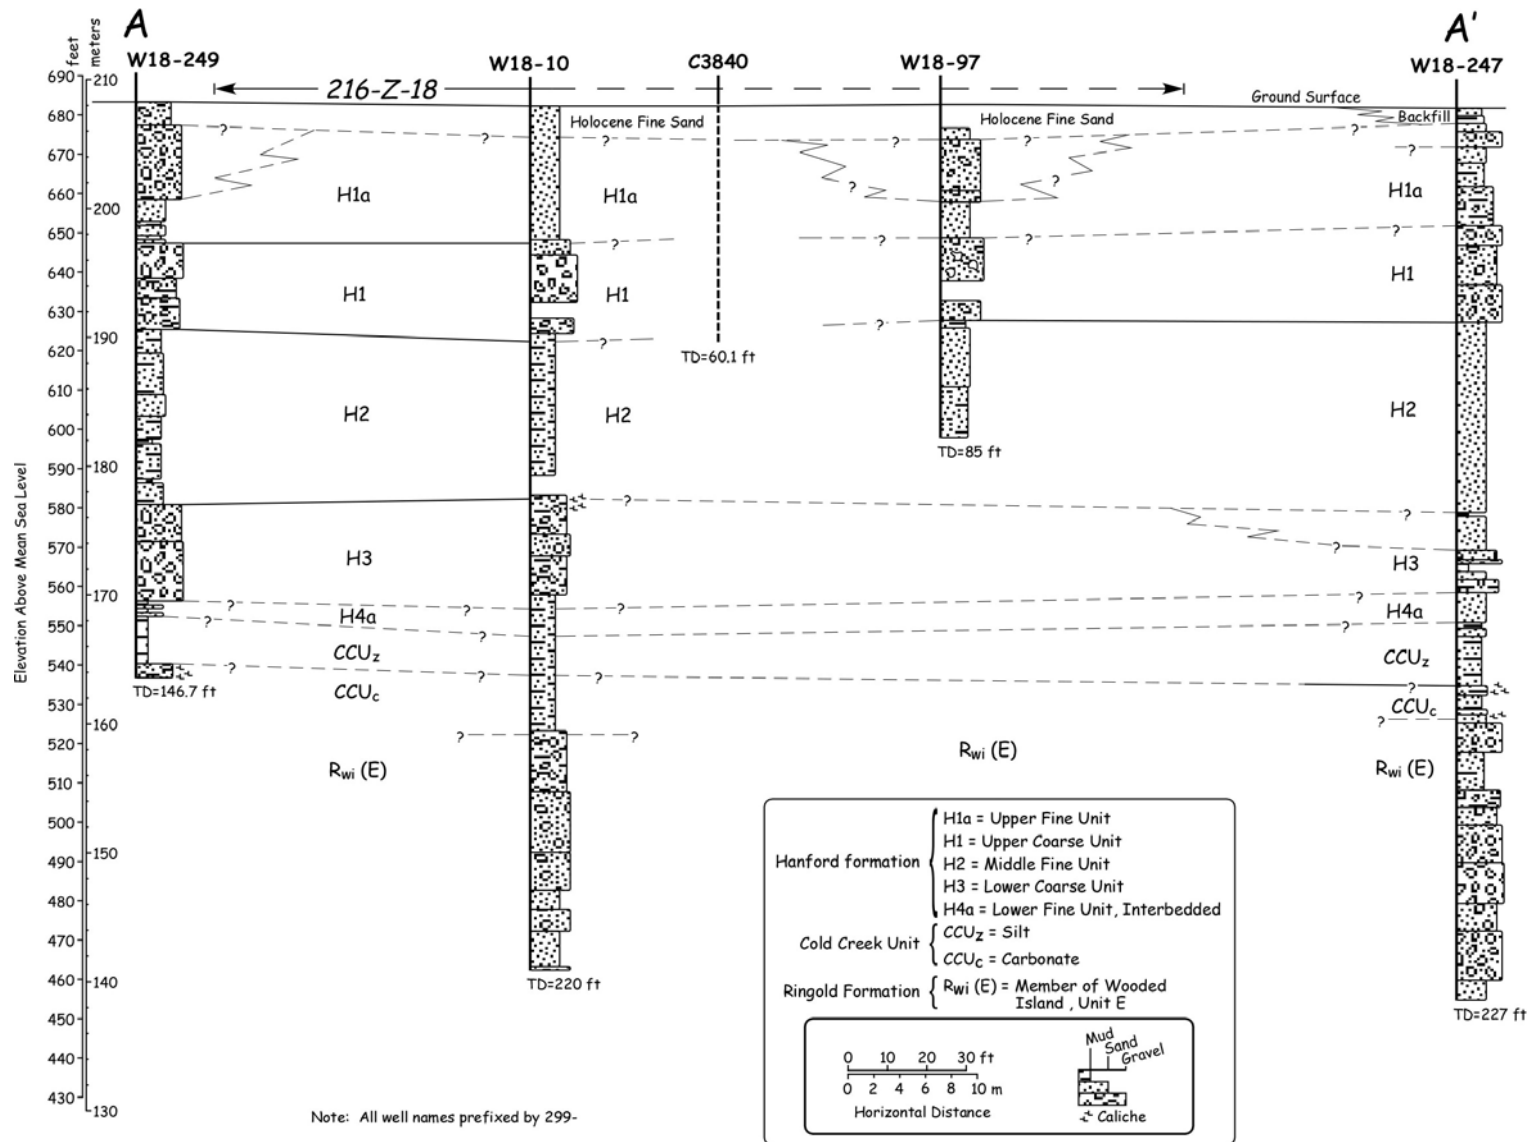 A
A'
W18-249
W18-10
C3840
W18-97
W18-247
feet
meters
690
210
216-Z-18
Ground Surface
680
Holocene Fine Sand
Holocene Fine Sand
Backfill
?
?
?
?
?
?
670
?
660
?
?
H1a
H1a
H1a
200
650
?
?
?
?
640
H1
H1
H1
630
?
190
?
620
TD=60.1 ft
610
H2
H2
H2
600
TD=85 ft
590
180
580
?
?
570
?
H3
H3
560
170
?
?
?
?
H4a
H4a
550
?
?
?
CCUz
CCUz
540
?
?
?
?
CCUc
CCUc
TD=146.7 ft
530
?
160
520
?
?
Rwi (E)
Rwi (E)
Rwi (E)
510
500
150
490
480
470
460
140
TD=220 ft
450
TD=227 ft
440
430
130
Elevation Above Mean Sea Level
Hanford formation
H1a = Upper Fine Unit
H1 = Upper Coarse Unit
H2 = Middle Fine Unit
H3 = Lower Coarse Unit
H4a = Lower Fine Unit, Interbedded
Cold Creek Unit
CCUz = Silt
CCUc = Carbonate
Ringold Formation
Rwi (E) = Member of Wooded
Island , Unit E
0 10 20 30 ft
0 2 4 6 8 10 m
Horizontal Distance
Mud
Sand
Gravel
Caliche
Note: All well names prefixed by 299-